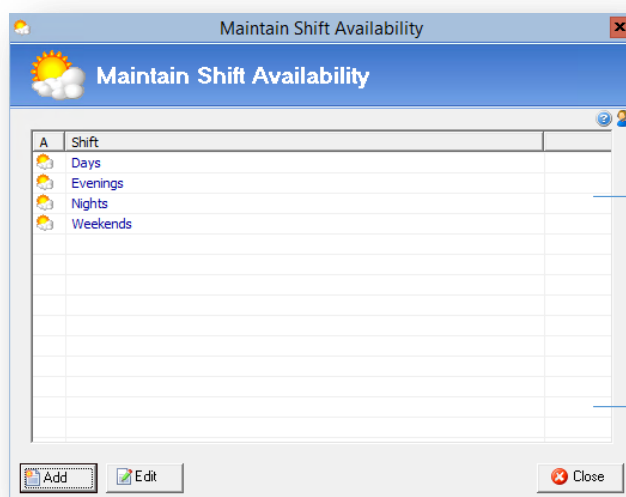 Maintain Shift Availability
Maintain Shift Availability
A Shift
Days
Evenings
Nights
Weekends
Add Edit Close